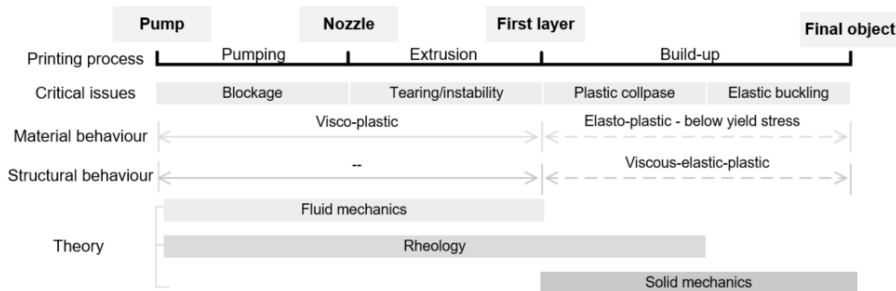 Pump Nozzle First layer Final object
Printing process Pumping Extrusion Build-up
Critical issues Blockage Tearing/instability Plastic collpase Elastic buckling
Material behaviour Visco-plastic Elasto-plastic - below yield stress
Structural behaviour -- Viscous-elastic-plastic
Fluid mechanics
Theory Rheology
Solid mechanics